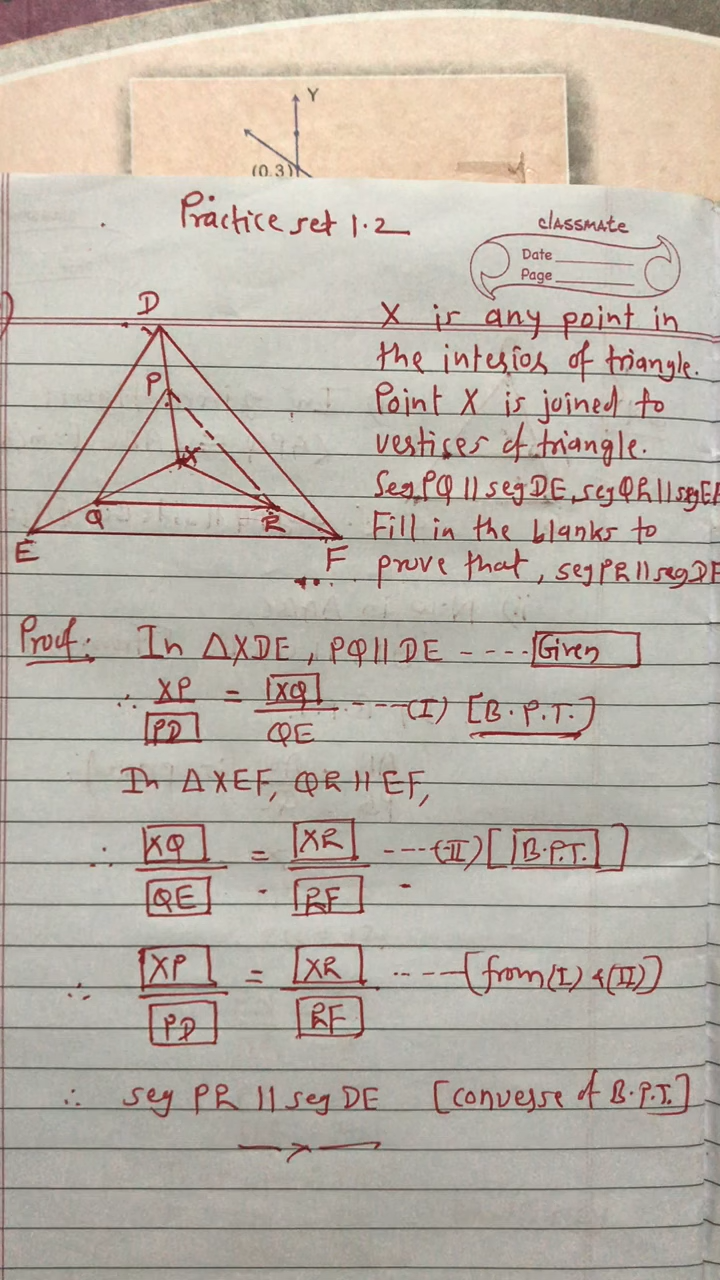 Y
(0,3)
Practice set 1.2
classmate
Date
Page
D
P
X
Q
R
E
F
X is any point in
the interior of triangle.
Point X is joined to
vertices of triangle.
Seg PQ || seg DE, seg QR || seg EF
Fill in the blanks to
prove that, seg PR || seg DF
Proof: In ΔXDE, PQ || DE ---- Given
∴ XP/PD = XQ/QE ---- (I) [B.P.T.]
In ΔXEF, QR || EF,
∴ XQ/QE = XR/RF ---- (II) [B.P.T.]
∴ XP/PD = XR/RF ---- [from (I) & (II)]
∴ seg PR || seg DE [converse of B.P.T.]